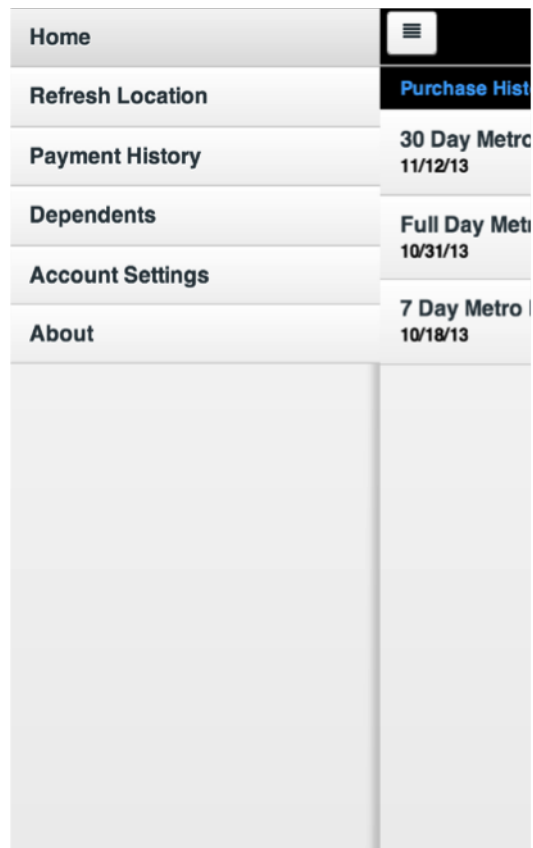 Home
Refresh Location
Payment History
Dependents
Account Settings
About
Purchase Hist
30 Day Metro
11/12/13
Full Day Met
10/31/13
7 Day Metro
10/18/13